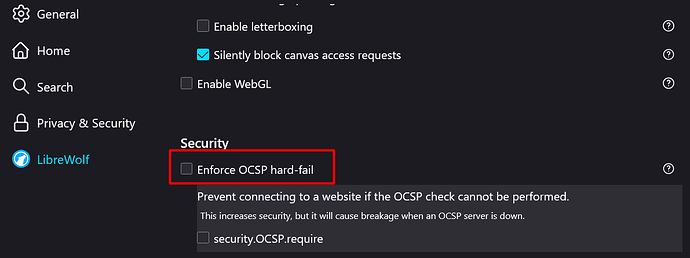 General
Enable letterboxing
Home
Silently block canvas access requests
Search
Enable WebGL
Privacy & Security
Security
LibreWolf
Enforce OCSP hard-fail
Prevent connecting to a website if the OCSP check cannot be performed.
This increases security, but it will cause breakage when an OCSP server is down.
security.OCSP.require